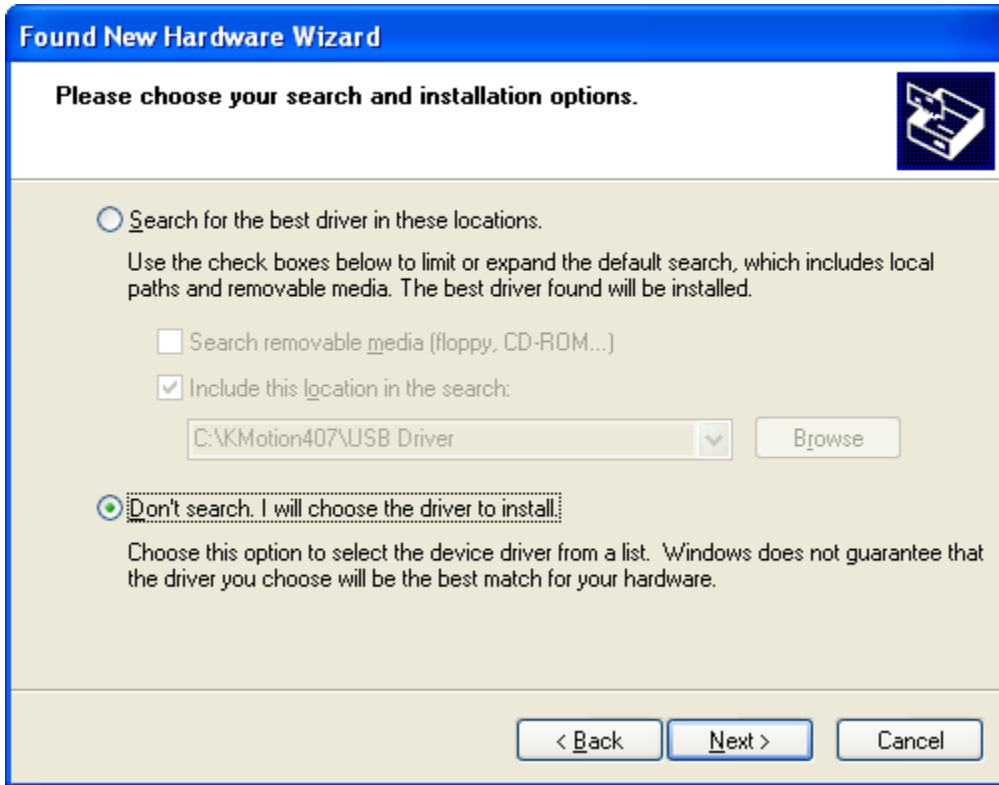 Found New Hardware Wizard
Please choose your search and installation options.
Search for the best driver in these locations.
Use the check boxes below to limit or expand the default search, which includes local
paths and removable media. The best driver found will be installed.
Search removable media (floppy, CD-ROM...)
Include this location in the search:
C:\KMotion407\USB Driver
Browse
Don't search. I will choose the driver to install.
Choose this option to select the device driver from a list. Windows does not guarantee that
the driver you choose will be the best match for your hardware.
< Back Next > Cancel